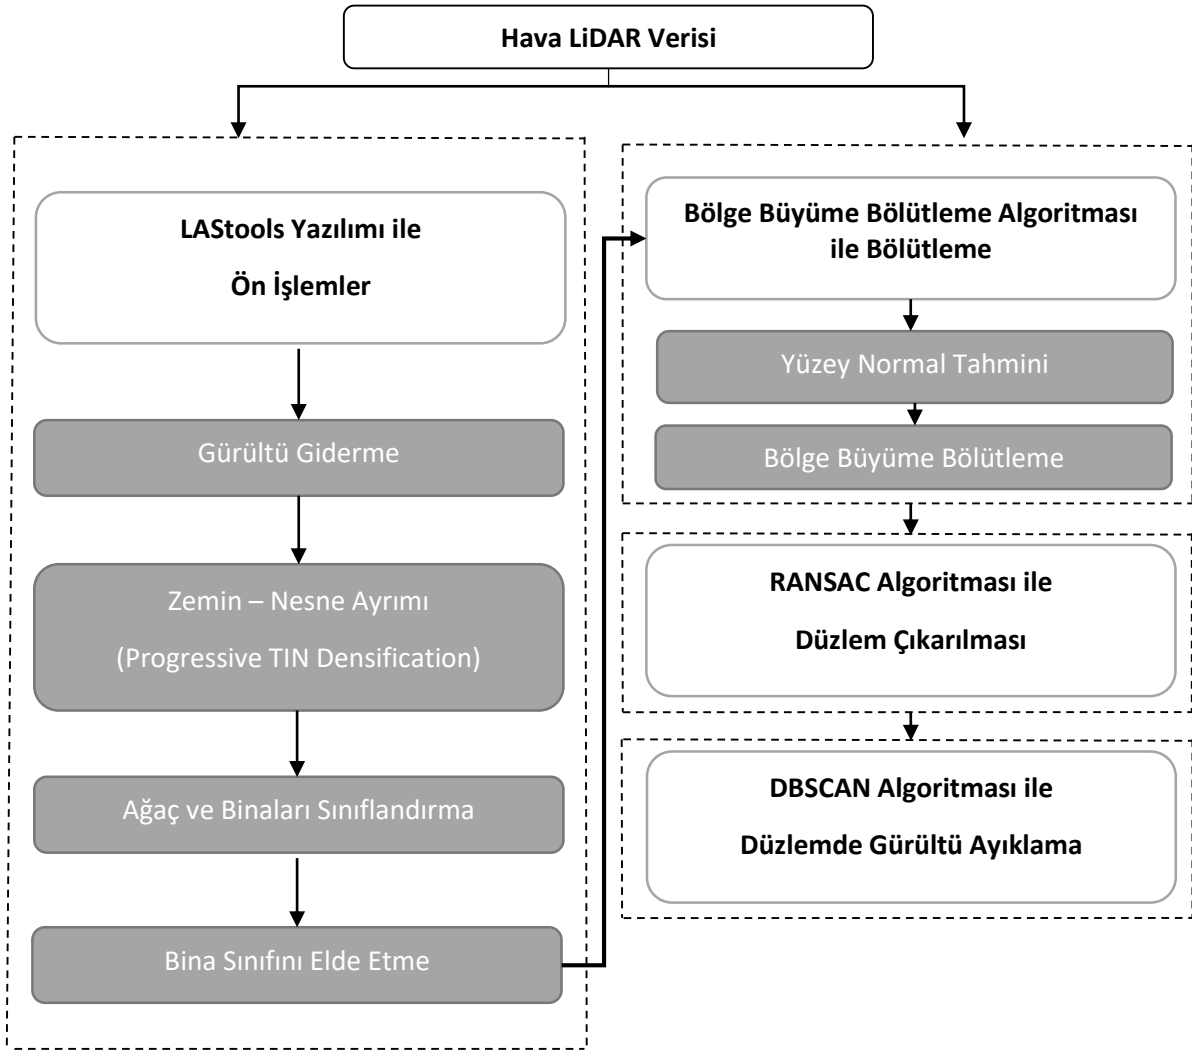 Hava LiDAR Verisi
LAStools Yazılımı ile
Ön İşlemler
Gürültü Giderme
Zemin – Nesne Ayrımı
(Progressive TIN Densification)
Ağaç ve Binaları Sınıflandırma
Bina Sınıfını Elde Etme
Bölge Büyüme Bölütleme Algoritması
ile Bölütleme
Yüzey Normal Tahmini
Bölge Büyüme Bölütleme
RANSAC Algoritması ile
Düzlem Çıkarılması
DBSCAN Algoritması ile
Düzlemde Gürültü Ayıklama